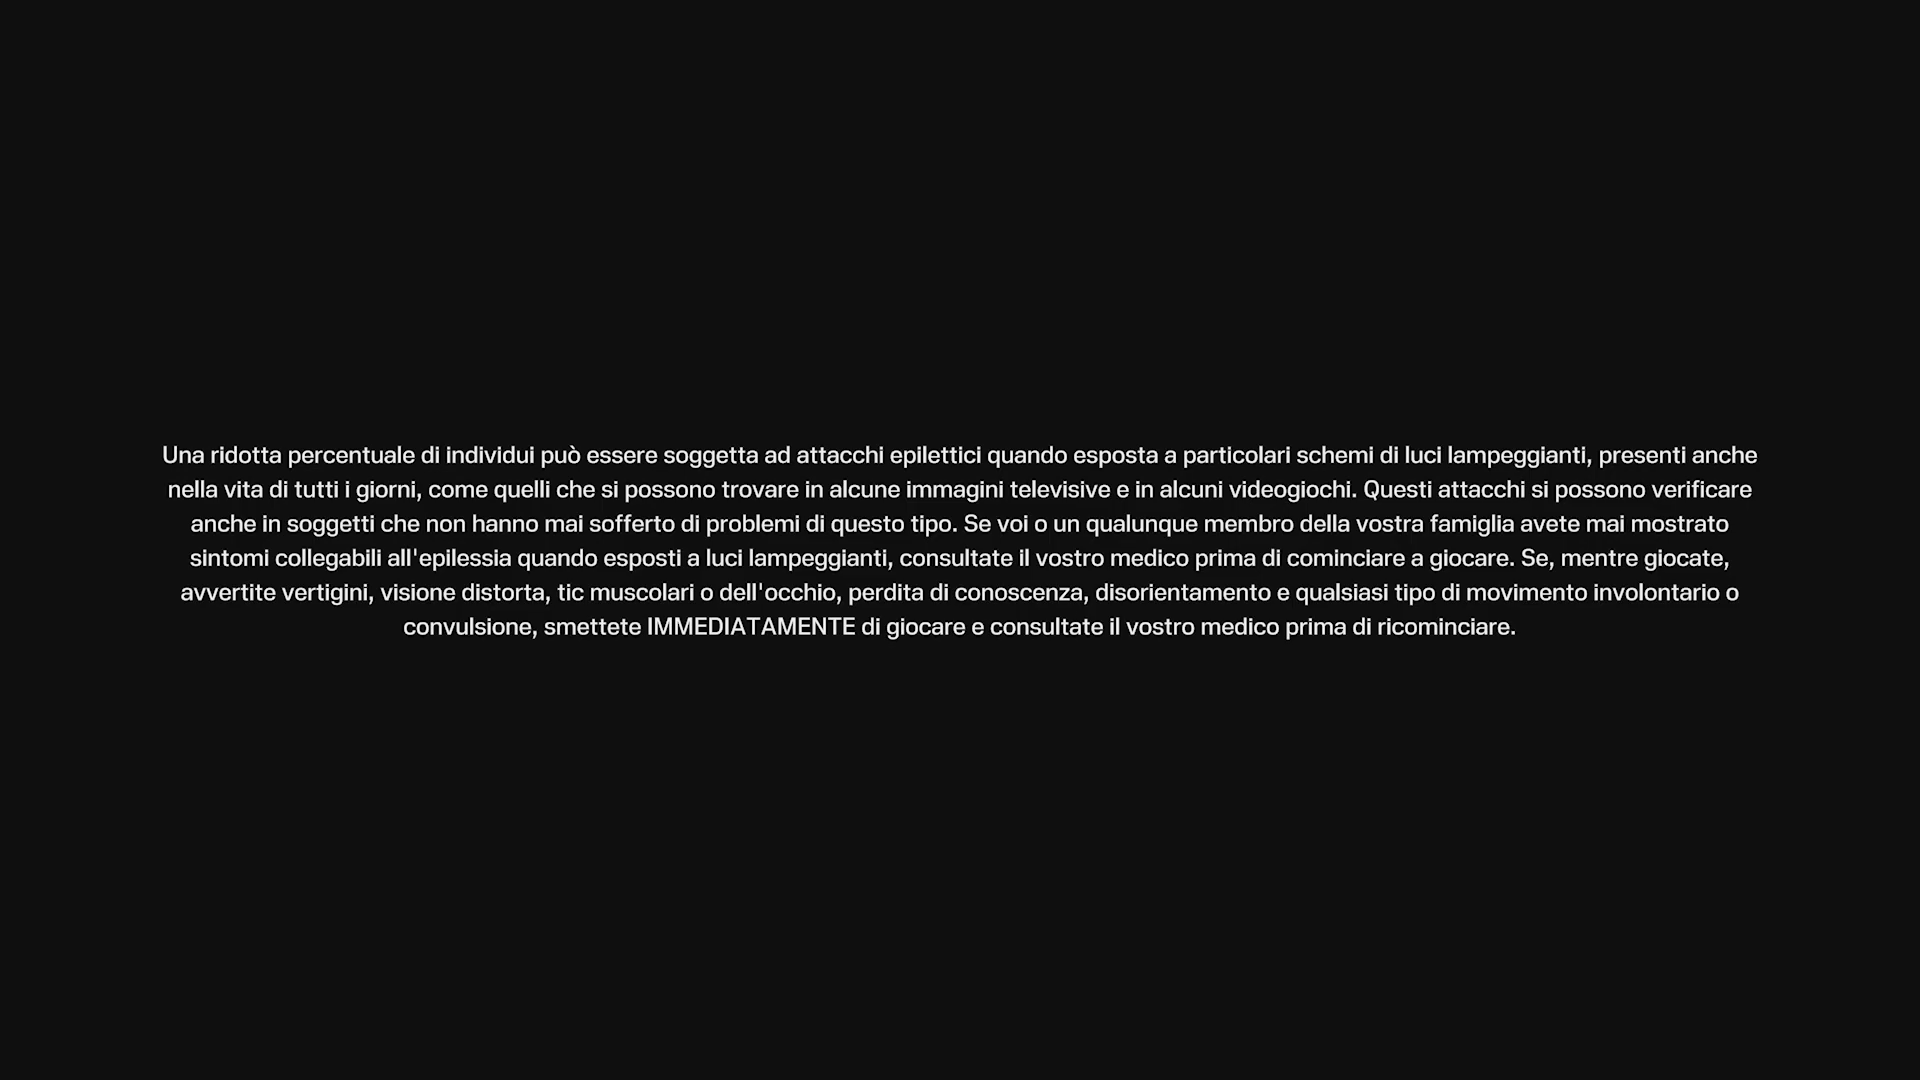 Una ridotta percentuale di individui può essere soggetta ad attacchi epilettici quando esposta a particolari schemi di luci lampeggianti, presenti anche
nella vita di tutti i giorni, come quelli che si possono trovare in alcune immagini televisive e in alcuni videogiochi. Questi attacchi si possono verificare
anche in soggetti che non hanno mai sofferto di problemi di questo tipo. Se voi o un qualunque membro della vostra famiglia avete mai mostrato
sintomi collegabili all'epilessia quando esposti a luci lampeggianti, consultate il vostro medico prima di cominciare a giocare. Se, mentre giocate,
avvertite vertigini, visione distorta, tic muscolari o dell'occhio, perdita di conoscenza, disorientamento e qualsiasi tipo di movimento involontario o
convulsione, smettete IMMEDIATAMENTE di giocare e consultate il vostro medico prima di ricominciare.